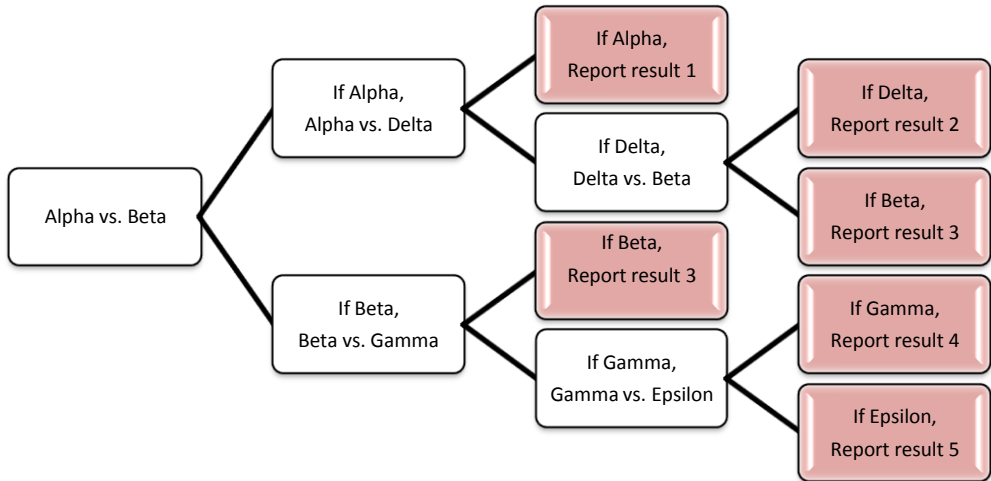 Alpha vs. Beta
If Alpha,
Alpha vs. Delta
If Beta,
Beta vs. Gamma
If Alpha,
Report result 1
If Delta,
Delta vs. Beta
If Beta,
Report result 3
If Gamma,
Gamma vs. Epsilon
If Delta,
Report result 2
If Beta,
Report result 3
If Gamma,
Report result 4
If Epsilon,
Report result 5